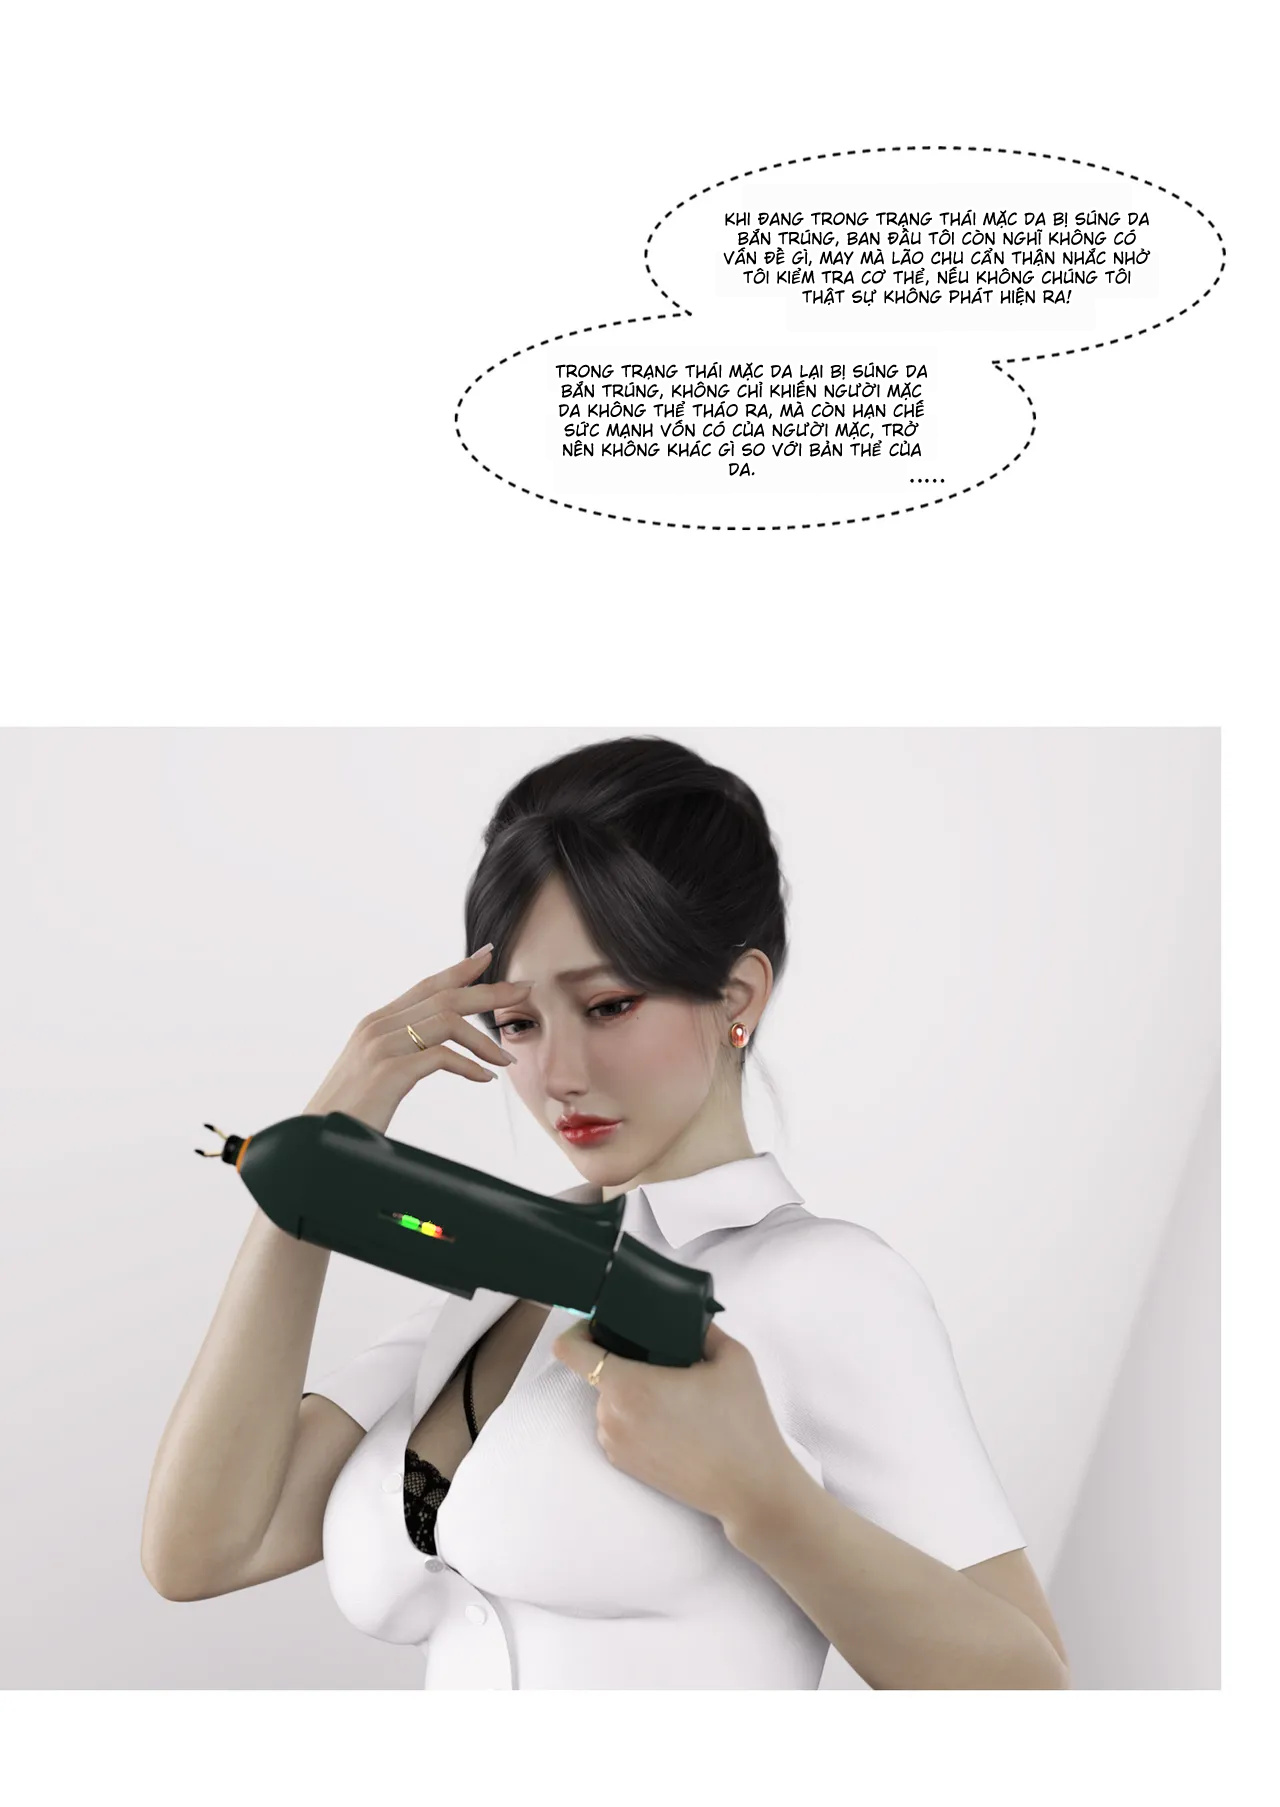 KHI ĐANG TRONG TRẠNG THÁI MẶC DA BỊ SÚNG DA
BẮN TRÚNG, BAN ĐẦU TÔI CÒN NGHĨ KHÔNG CÓ
VẤN ĐỀ GÌ, MAY MÀ LÃO CHU CẨN THẬN NHẮC NHỞ
TÔI KIỂM TRA CƠ THỂ, NẾU KHÔNG CHÚNG TÔI
THẬT SỰ KHÔNG PHÁT HIỆN RA!
TRONG TRẠNG THÁI MẶC DA LẠI BỊ SÚNG DA
BẮN TRÚNG, KHÔNG CHỈ KHIẾN NGƯỜI MẶC
DA KHÔNG THỂ THÁO RA, MÀ CÒN HẠN CHẾ
SỨC MẠNH VỐN CÓ CỦA NGƯỜI MẶC, TRỞ
NÊN KHÔNG KHÁC GÌ SO VỚI BẢN THỂ CỦA
DA.
.....